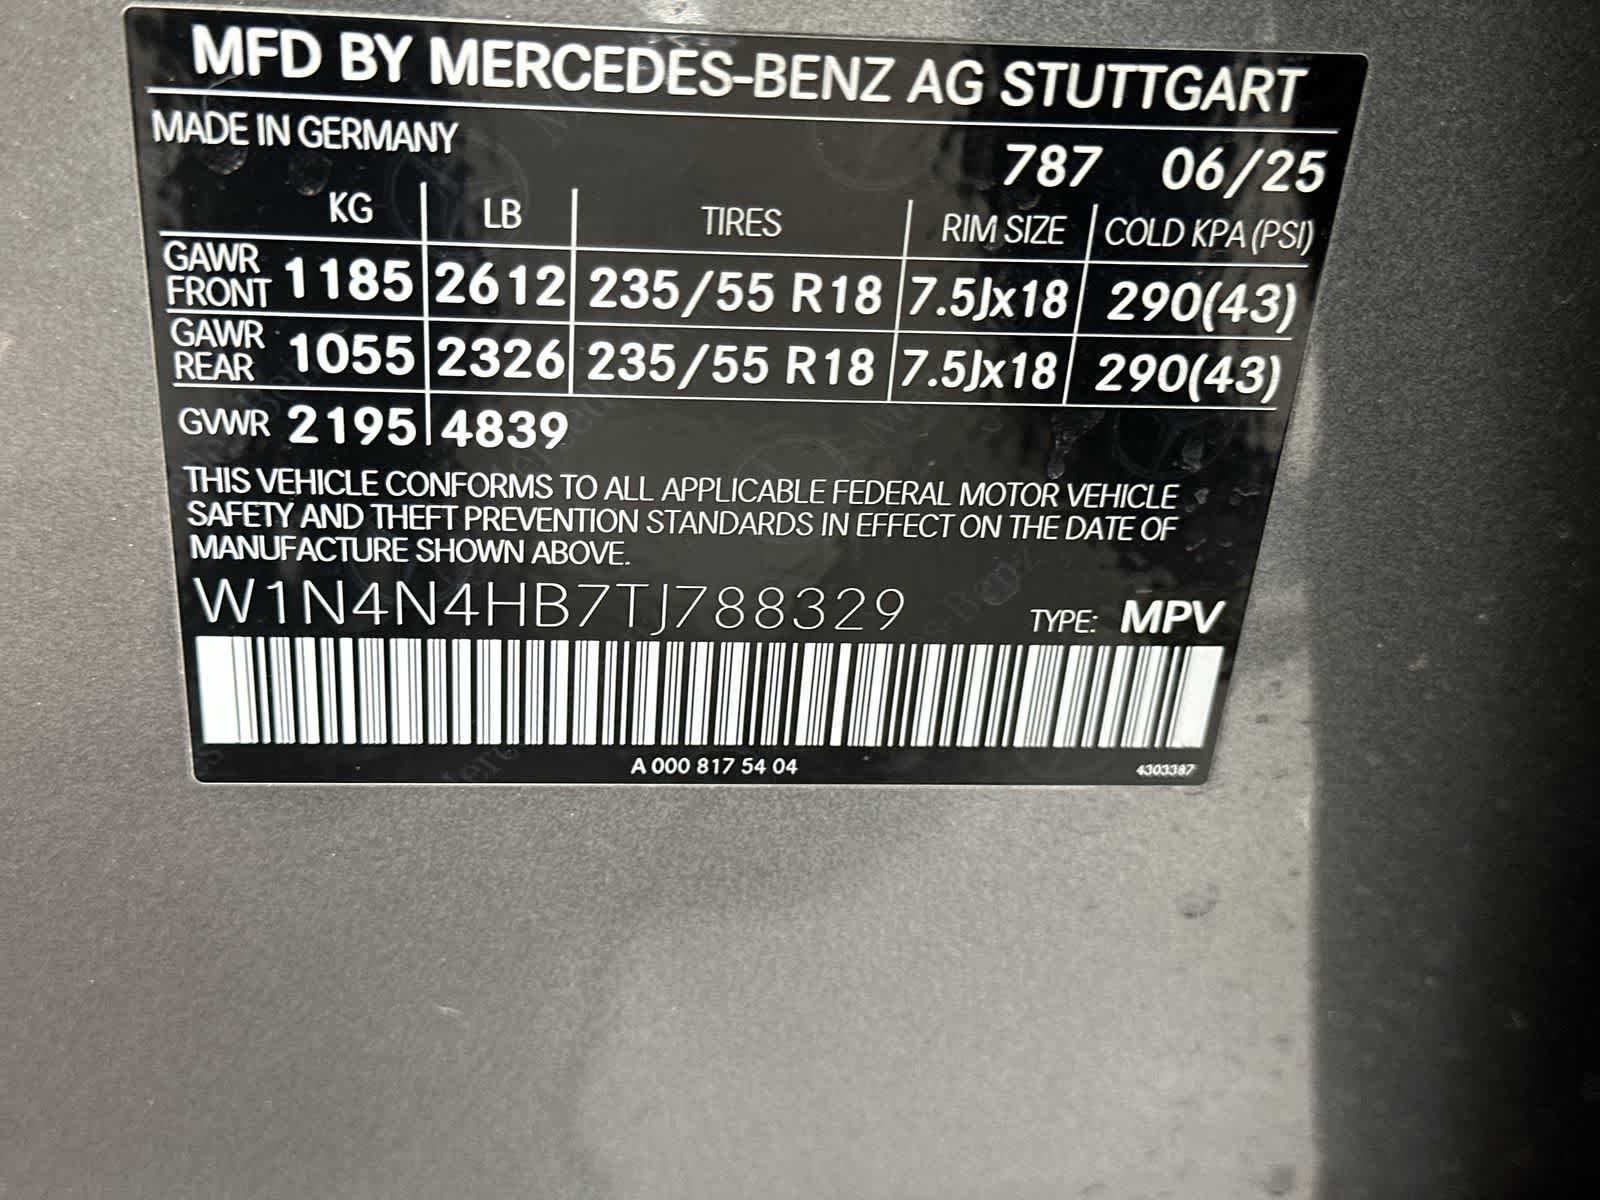 MFD BY MERCEDES-BENZ AG STUTTGART
MADE IN GERMANY
787 06/25
KG LB TIRES RIM SIZE COLD KPA (PSI)
GAWR FRONT 1185 2612 235/55 R18 7.5Jx18 290(43)
GAWR REAR 1055 2326 235/55 R18 7.5Jx18 290(43)
GVWR 2195 4839
THIS VEHICLE CONFORMS TO ALL APPLICABLE FEDERAL MOTOR VEHICLE
SAFETY AND THEFT PREVENTION STANDARDS IN EFFECT ON THE DATE OF
MANUFACTURE SHOWN ABOVE.
W1N4N4HB7TJ788329 TYPE: MPV
A 000 817 54 04 4303387